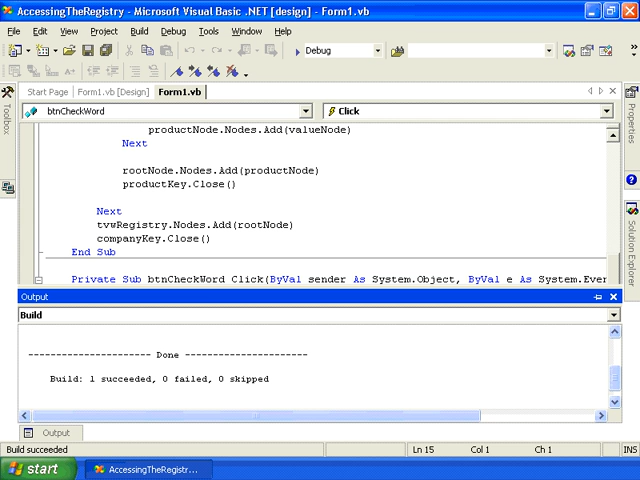 AccessingTheRegistry - Microsoft Visual Basic .NET [design] - Form1.vb
File Edit View Project Build Debug Tools Window Help
Debug
Start Page Form1.vb [Design] Form1.vb
btnCheckWord Click
Toolbox
Properties
Solution Explorer
productNode.Nodes.Add(valueNode)
Next
rootNode.Nodes.Add(productNode)
productKey.Close()
Next
tvwRegistry.Nodes.Add(rootNode)
companyKey.Close()
End Sub
Private Sub btnCheckWord_Click(ByVal sender As System.Object, ByVal e As System.Even
Output
Build
---------------------- Done ----------------------
Build: 1 succeeded, 0 failed, 0 skipped
Output
Build succeeded Ln 15 Col 1 Ch 1 INS
start AccessingTheRegistr...